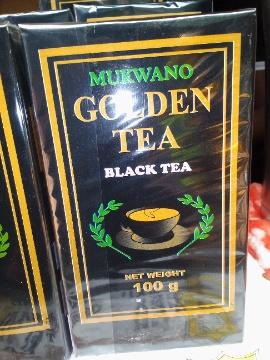 MUKWANO
GOLDEN
TEA
BLACK TEA
NET WEIGHT
100 g